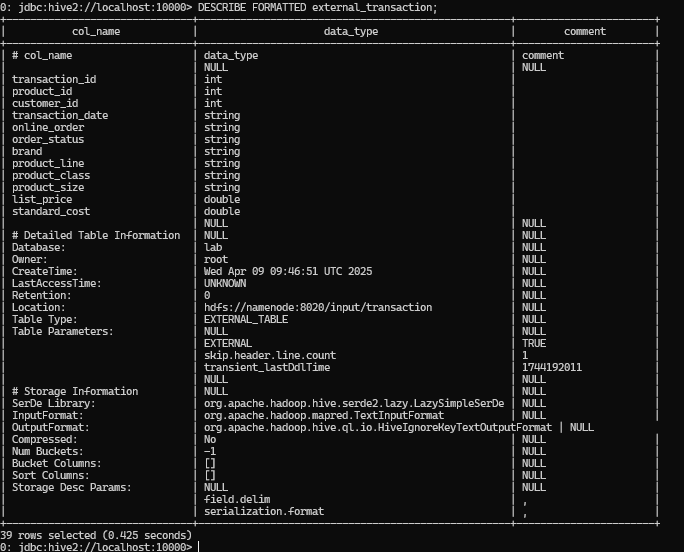 0: jdbc:hive2://localhost:10000> DESCRIBE FORMATTED external_transaction;
+-------------------------------+----------------------------------------------------+-----------------------+
|           col_name            |                     data_type                      |        comment        |
+-------------------------------+----------------------------------------------------+-----------------------+
| # col_name                    | data_type                                          | comment               |
|                               | NULL                                               | NULL                  |
| transaction_id                | int                                                |                       |
| product_id                    | int                                                |                       |
| customer_id                   | int                                                |                       |
| transaction_date              | string                                             |                       |
| online_order                  | string                                             |                       |
| order_status                  | string                                             |                       |
| brand                         | string                                             |                       |
| product_line                  | string                                             |                       |
| product_class                 | string                                             |                       |
| product_size                  | string                                             |                       |
| list_price                    | double                                             |                       |
| standard_cost                 | double                                             |                       |
|                               | NULL                                               | NULL                  |
| # Detailed Table Information  | NULL                                               | NULL                  |
| Database:                     | lab                                                | NULL                  |
| Owner:                        | root                                               | NULL                  |
| CreateTime:                   | Wed Apr 09 09:46:51 UTC 2025                       | NULL                  |
| LastAccessTime:               | UNKNOWN                                            | NULL                  |
| Retention:                    | 0                                                  | NULL                  |
| Location:                     | hdfs://namenode:8020/input/transaction             | NULL                  |
| Table Type:                   | EXTERNAL_TABLE                                     | NULL                  |
| Table Parameters:             | NULL                                               | NULL                  |
|                               | EXTERNAL                                           | TRUE                  |
|                               | skip.header.line.count                             | 1                     |
|                               | transient_lastDdlTime                              | 1744192011            |
|                               | NULL                                               | NULL                  |
| # Storage Information         | NULL                                               | NULL                  |
| SerDe Library:                | org.apache.hadoop.hive.serde2.lazy.LazySimpleSerDe | NULL                  |
| InputFormat:                  | org.apache.hadoop.mapred.TextInputFormat           | NULL                  |
| OutputFormat:                 | org.apache.hadoop.hive.ql.io.HiveIgnoreKeyTextOutputFormat | NULL
| Compressed:                   | No                                                 | NULL                  |
| Num Buckets:                  | -1                                                 | NULL                  |
| Bucket Columns:               | []                                                 | NULL                  |
| Sort Columns:                 | []                                                 | NULL                  |
| Storage Desc Params:          | NULL                                               | NULL                  |
|                               | field.delim                                        | ,                     |
|                               | serialization.format                               | ,                     |
+-------------------------------+----------------------------------------------------+-----------------------+
39 rows selected (0.425 seconds)
0: jdbc:hive2://localhost:10000>